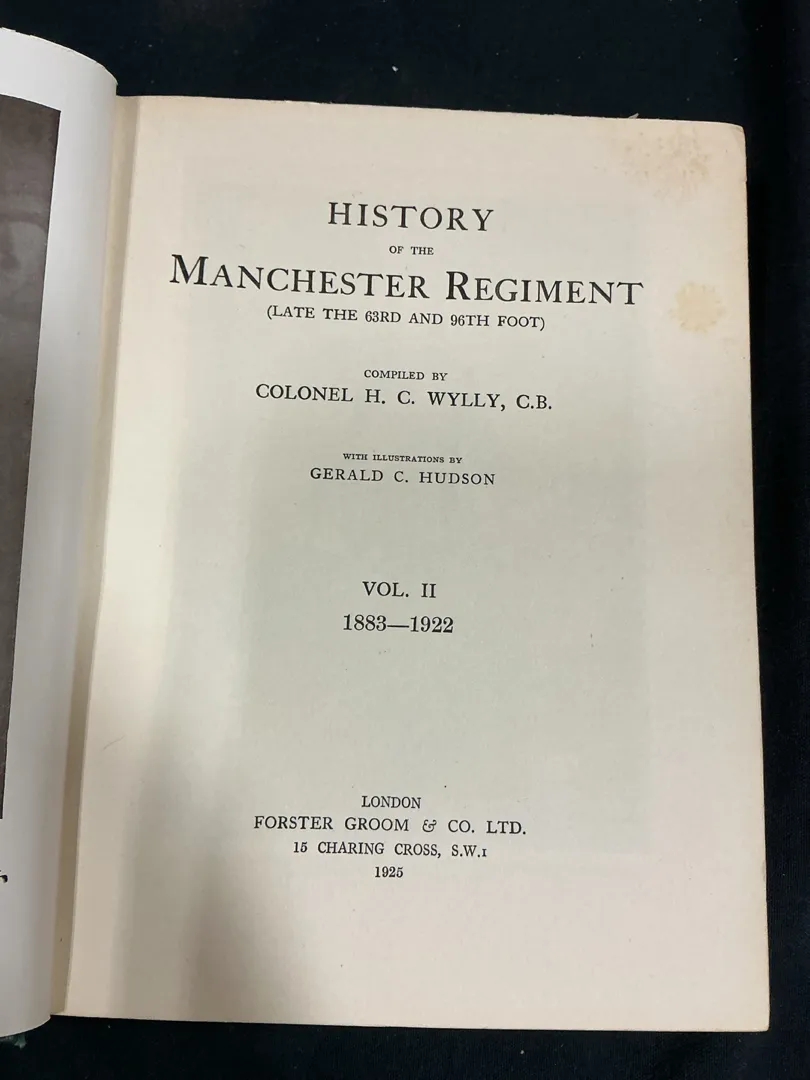 HISTORY
OF THE
MANCHESTER REGIMENT
(LATE THE 63RD AND 96TH FOOT)
COMPILED BY
COLONEL H. C. WYLLY, C.B.
WITH ILLUSTRATIONS BY
GERALD C. HUDSON
VOL. II
1883—1922
LONDON
FORSTER GROOM & CO. LTD.
15 CHARING CROSS, S.W.1
1925